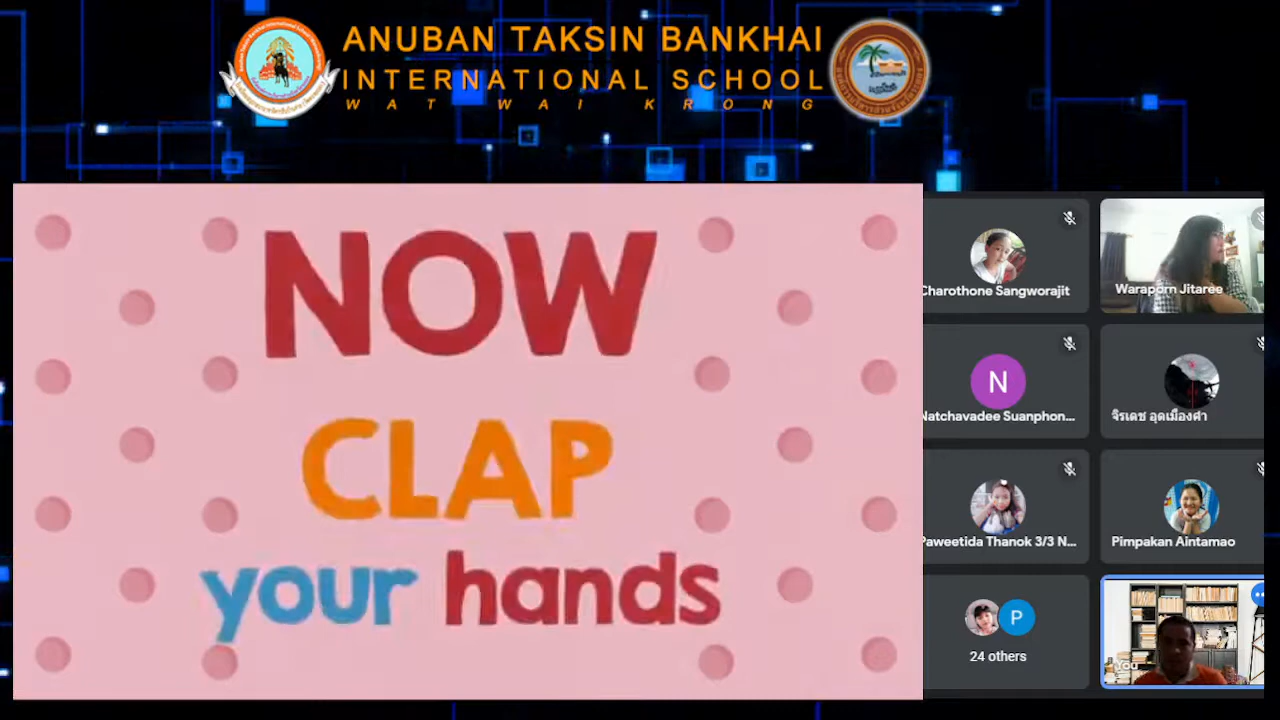 ANUBAN TAKSIN BANKHAI
INTERNATIONAL SCHOOL
WAT WAI KRONG
NOW
CLAP
your hands
Charothone Sangworajit
Waraporn Jitaree
N
Natchavadee Suanphon...
จิรเดช อุดเมืองคำ
Paweetida Thanok 3/3 N...
Pimpakan Aintamao
P
24 others
You